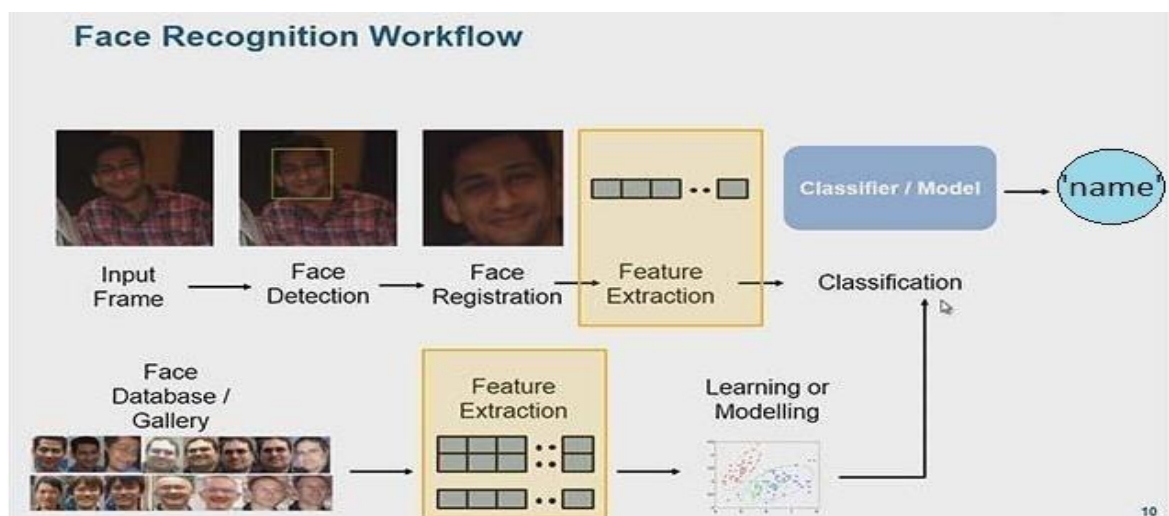 Face Recognition Workflow
Classifier / Model
'name'
Input
Frame
Face
Detection
Face
Registration
Feature
Extraction
Classification
Face
Database /
Gallery
Feature
Extraction
Learning or
Modelling
10